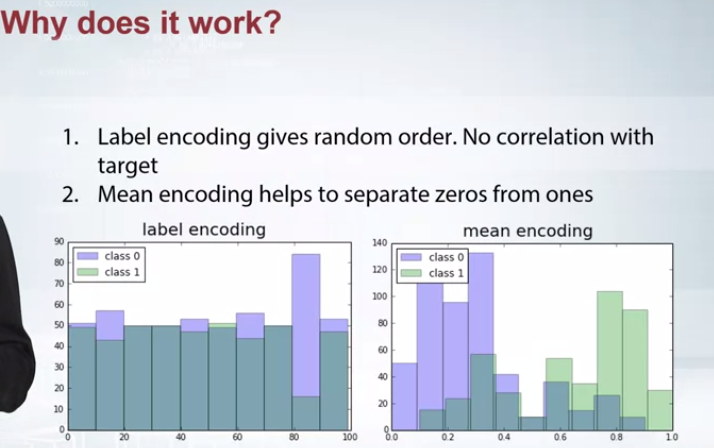 Why does it work?
1. Label encoding gives random order. No correlation with
target
2. Mean encoding helps to separate zeros from ones
label encoding
90
80
70
60
50
40
30
20
10
0
class 0
class 1
0 20 40 60 80 100
mean encoding
140
120
100
80
60
40
20
0
class 0
class 1
0.0 0.2 0.4 0.6 0.8 1.0